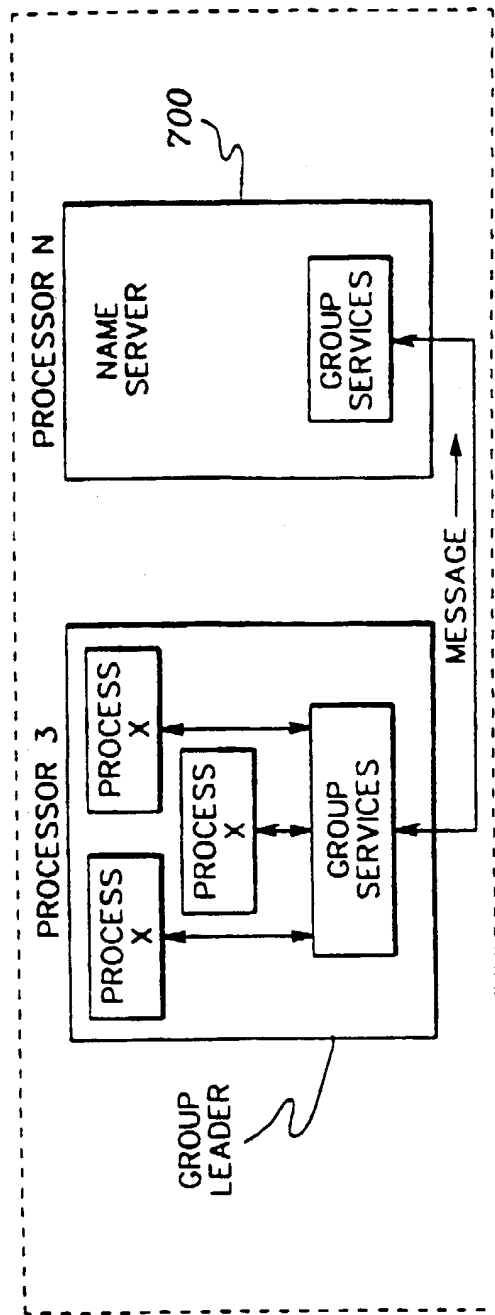 PROCESSOR 3
PROCESS
X
PROCESS
X
PROCESS
X
GROUP
SERVICES
GROUP
LEADER
MESSAGE
PROCESSOR N
NAME
SERVER
GROUP
SERVICES
700